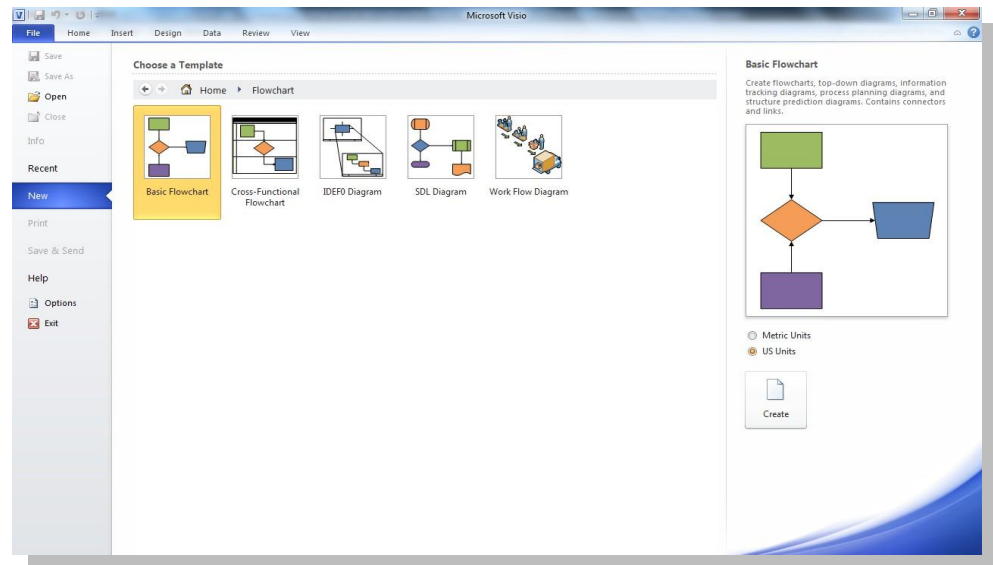 Microsoft Visio
File Home Insert Design Data Review View
Save
Save As
Open
Close
Info
Recent
New
Print
Save & Send
Help
Options
Exit
Choose a Template
Home Flowchart
Basic Flowchart
Cross-Functional
Flowchart
IDEF0 Diagram
SDL Diagram
Work Flow Diagram
Basic Flowchart
Create flowcharts, top-down diagrams, information
tracking diagrams, process planning diagrams, and
structure prediction diagrams. Contains connectors
and links.
Metric Units
US Units
Create